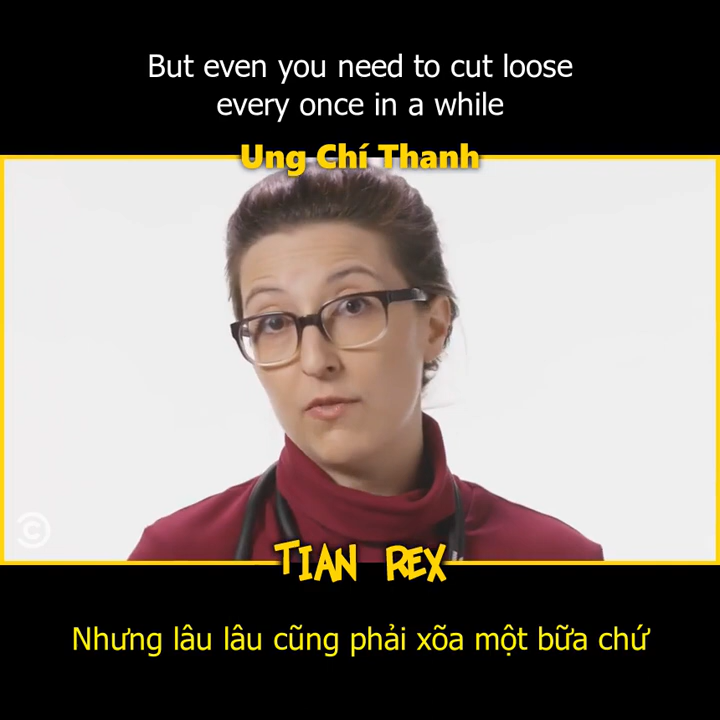 But even you need to cut loose
every once in a while
Ung Chí Thanh
TIAN REX
Nhưng lâu lâu cũng phải xõa một bữa chứ